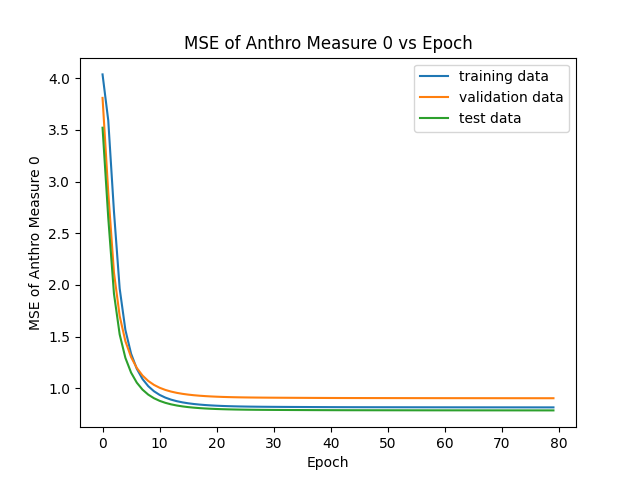 MSE of Anthro Measure 0 vs Epoch
training data
validation data
test data
MSE of Anthro Measure 0
4.0
3.5
3.0
2.5
2.0
1.5
1.0
0 10 20 30 40 50 60 70 80
Epoch